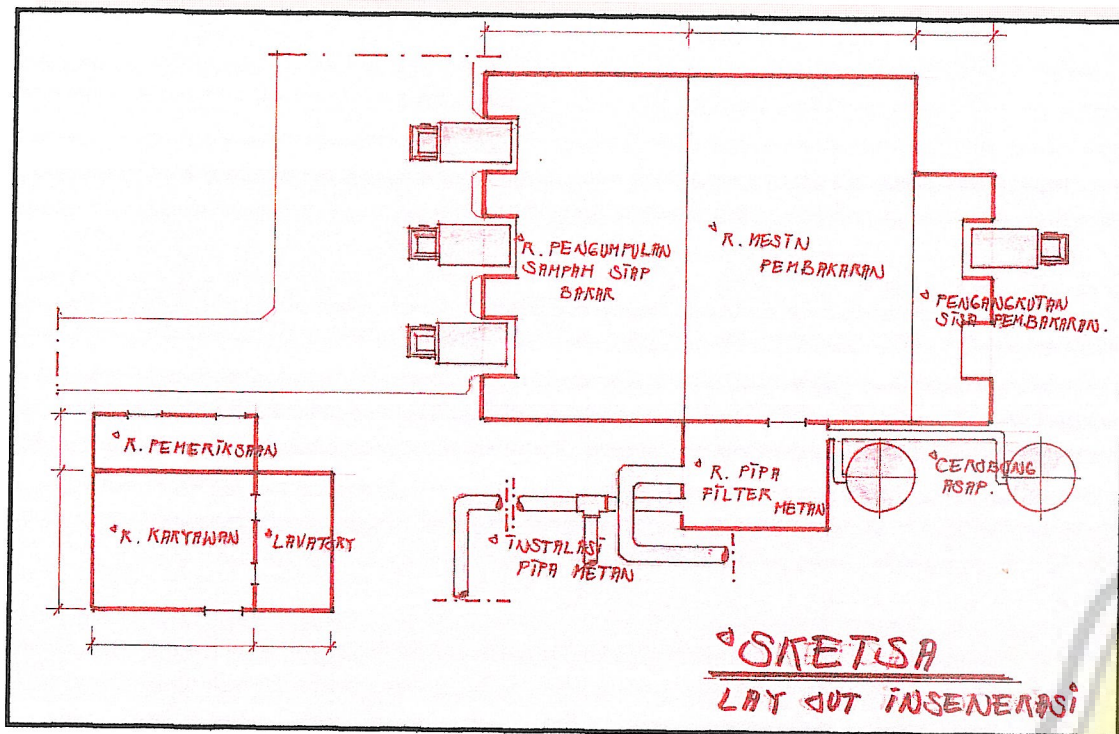 R. PENGUMPULAN
SAMPAH SIAP
BAKAR
R. MESIN
PEMBAKARAN
PENGANGKUTAN
SISA PEMBAKARAN.
R. PEMERIKSAAN
R. KARYAWAN
LAVATORY
R. PIPA
FILTER
METAN
CEROBONG
ASAP.
INSTALASI
PIPA METAN
SKETSA
LAY OUT INSENERASI